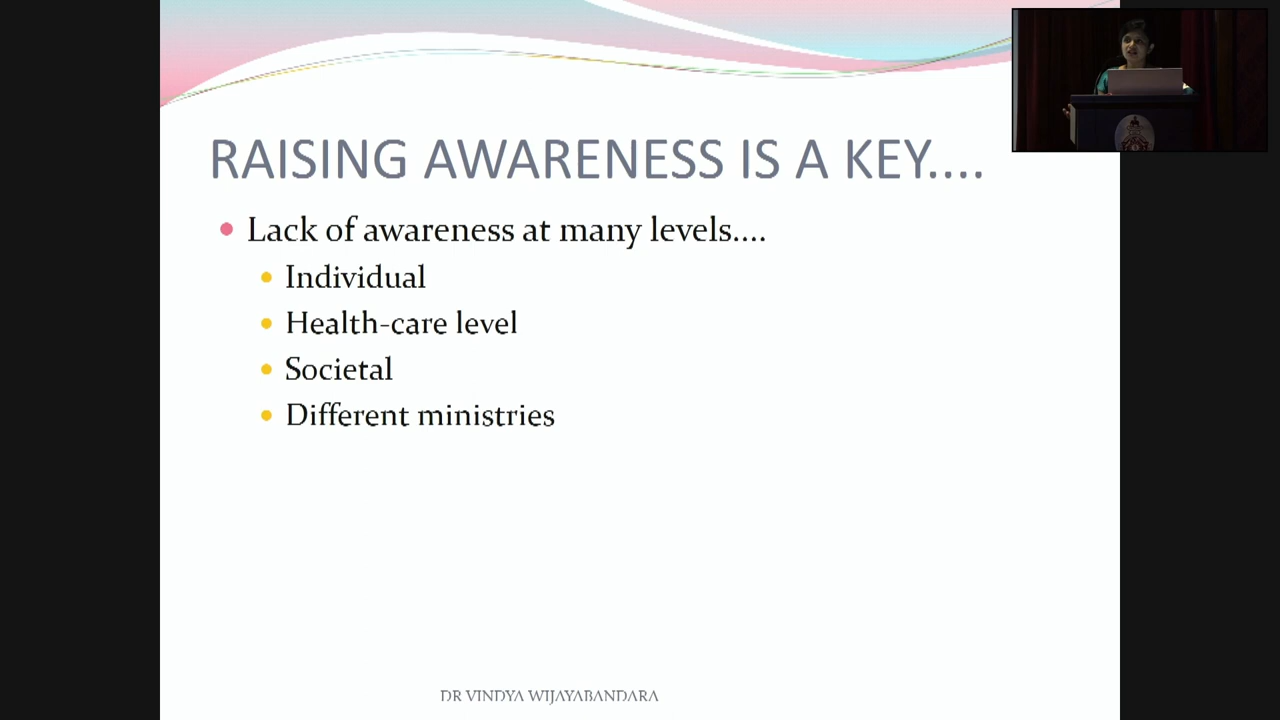 RAISING AWARENESS IS A KEY....
Lack of awareness at many levels....
Individual
Health-care level
Societal
Different ministries
DR VINDYA WIJAYABANDARA